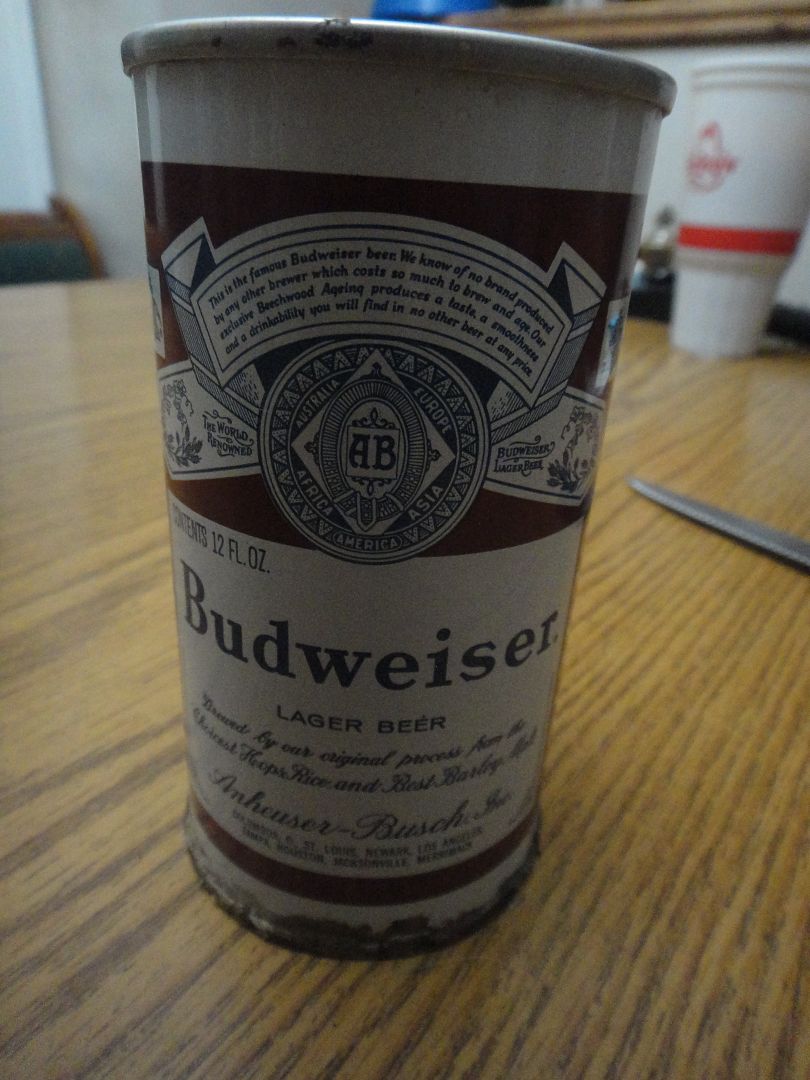 This is the famous Budweiser beer. We know of no brand produced
by any other brewer which costs so much to brew and age. Our
exclusive Beechwood Ageing produces a taste, a smoothness
and a drinkability you will find in no other beer at any price.
AUSTRALIA
EUROPE
AB
AFRICA
ASIA
AMERICA
THE WORLD
RENOWNED
BUDWEISER
LAGER BEER
CONTENTS 12 FL. OZ.
Budweiser.
LAGER BEER
Brewed by our original process from the
Choicest Hops, Rice and Best Barley Malt
Anheuser-Busch, Inc.
COLUMBUS, O., ST. LOUIS, NEWARK, LOS ANGELES,
TAMPA, HOUSTON, JACKSONVILLE, MERRIMACK